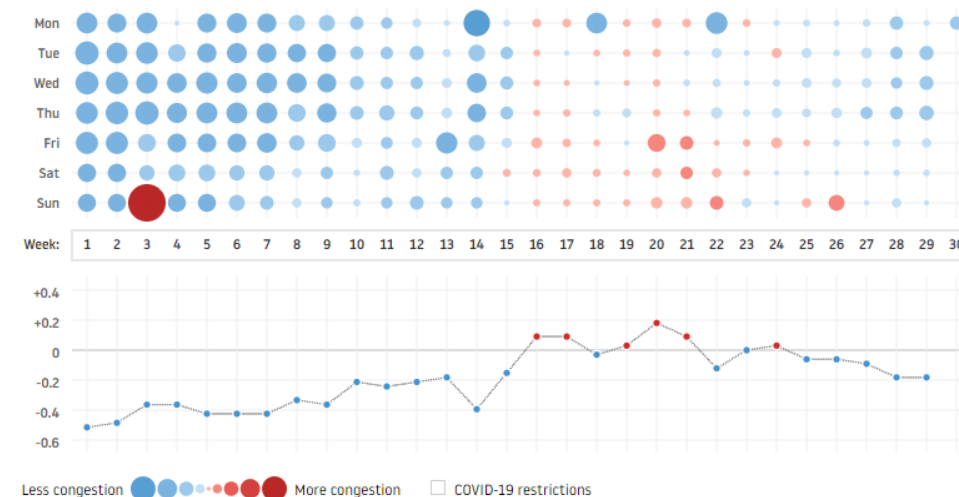 Mon
Tue
Wed
Thu
Fri
Sat
Sun
Week: 1 2 3 4 5 6 7 8 9 10 11 12 13 14 15 16 17 18 19 20 21 22 23 24 25 26 27 28 29 30
+0.4
+0.2
0
-0.2
-0.4
-0.6
Less congestion More congestion COVID-19 restrictions